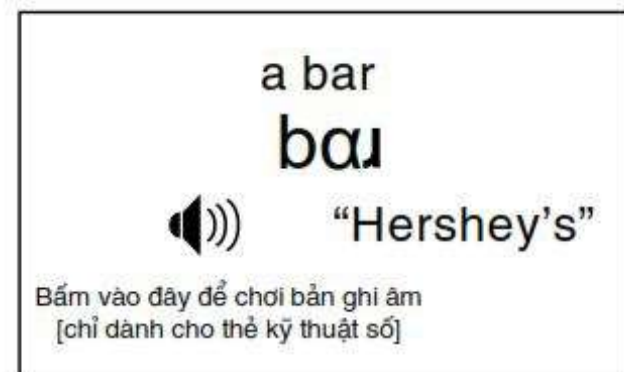 a bar
bɑɹ
“Hershey’s”
Bấm vào đây để chơi bản ghi âm
[chỉ dành cho thẻ kỹ thuật số]